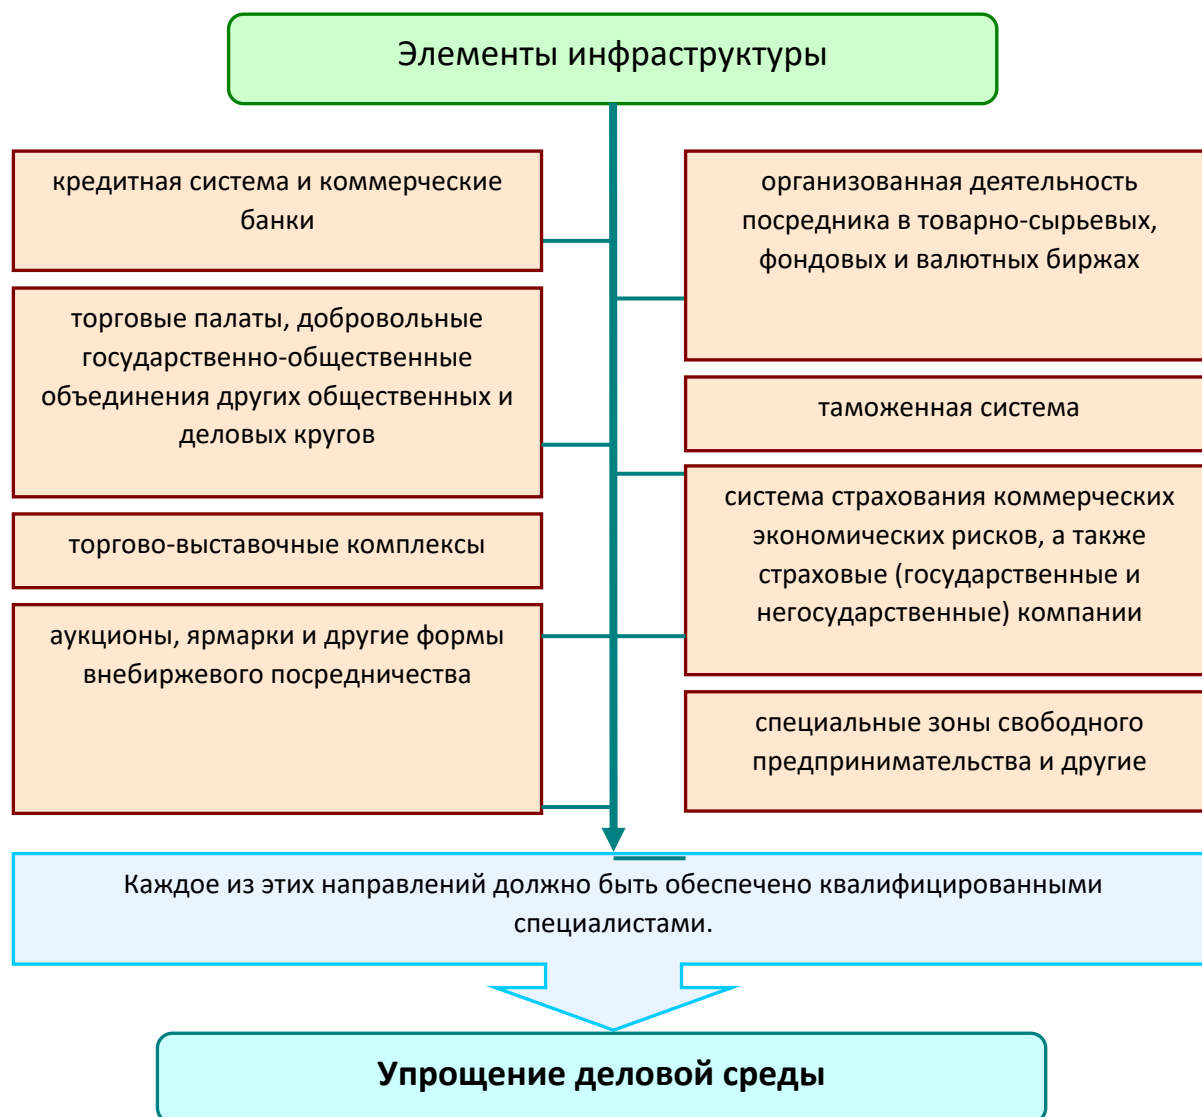 Элементы инфраструктуры
кредитная система и коммерческие
банки
торговые палаты, добровольные
государственно-общественные
объединения других общественных и
деловых кругов
торгово-выставочные комплексы
аукционы, ярмарки и другие формы
внебиржевого посредничества
организованная деятельность
посредника в товарно-сырьевых,
фондовых и валютных биржах
таможенная система
система страхования коммерческих
экономических рисков, а также
страховые (государственные и
негосударственные) компании
специальные зоны свободного
предпринимательства и другие
Каждое из этих направлений должно быть обеспечено квалифицированными
специалистами.
Упрощение деловой среды